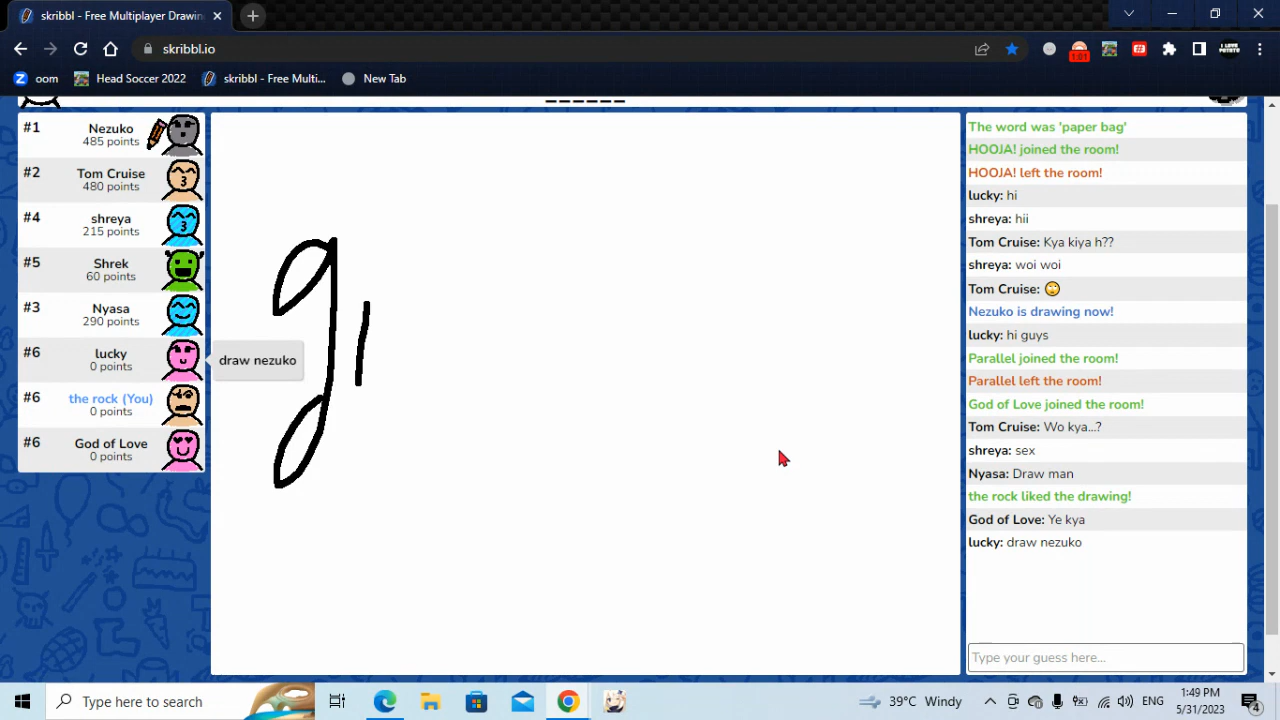 skribbl - Free Multiplayer Drawin
skribbl.io
1:01
oom
Head Soccer 2022
skribbl - Free Multi...
New Tab
#1
Nezuko
485 points
#2
Tom Cruise
480 points
#4
shreya
215 points
#5
Shrek
60 points
#3
Nyasa
290 points
#6
lucky
0 points
draw nezuko
#6
the rock (You)
0 points
#6
God of Love
0 points
______
g
The word was 'paper bag'
HOOJA! joined the room!
HOOJA! left the room!
lucky: hi
shreya: hii
Tom Cruise: Kya kiya h??
shreya: woi woi
Tom Cruise: 🙄
Nezuko is drawing now!
lucky: hi guys
Parallel joined the room!
Parallel left the room!
God of Love joined the room!
Tom Cruise: Wo kya...?
shreya: sex
Nyasa: Draw man
the rock liked the drawing!
God of Love: Ye kya
lucky: draw nezuko
Type your guess here...
Type here to search
39°C Windy
ENG
:49 PM
5/31/2023
4